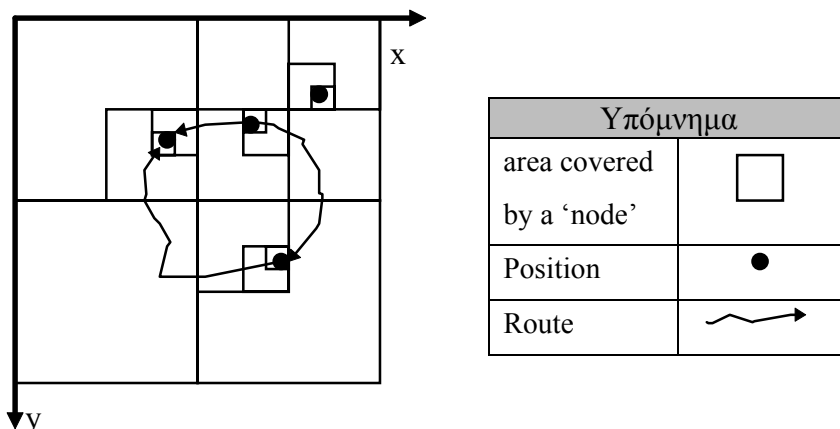 x
y
Υπόμνημα
area covered
by a ‘node’
Position
Route